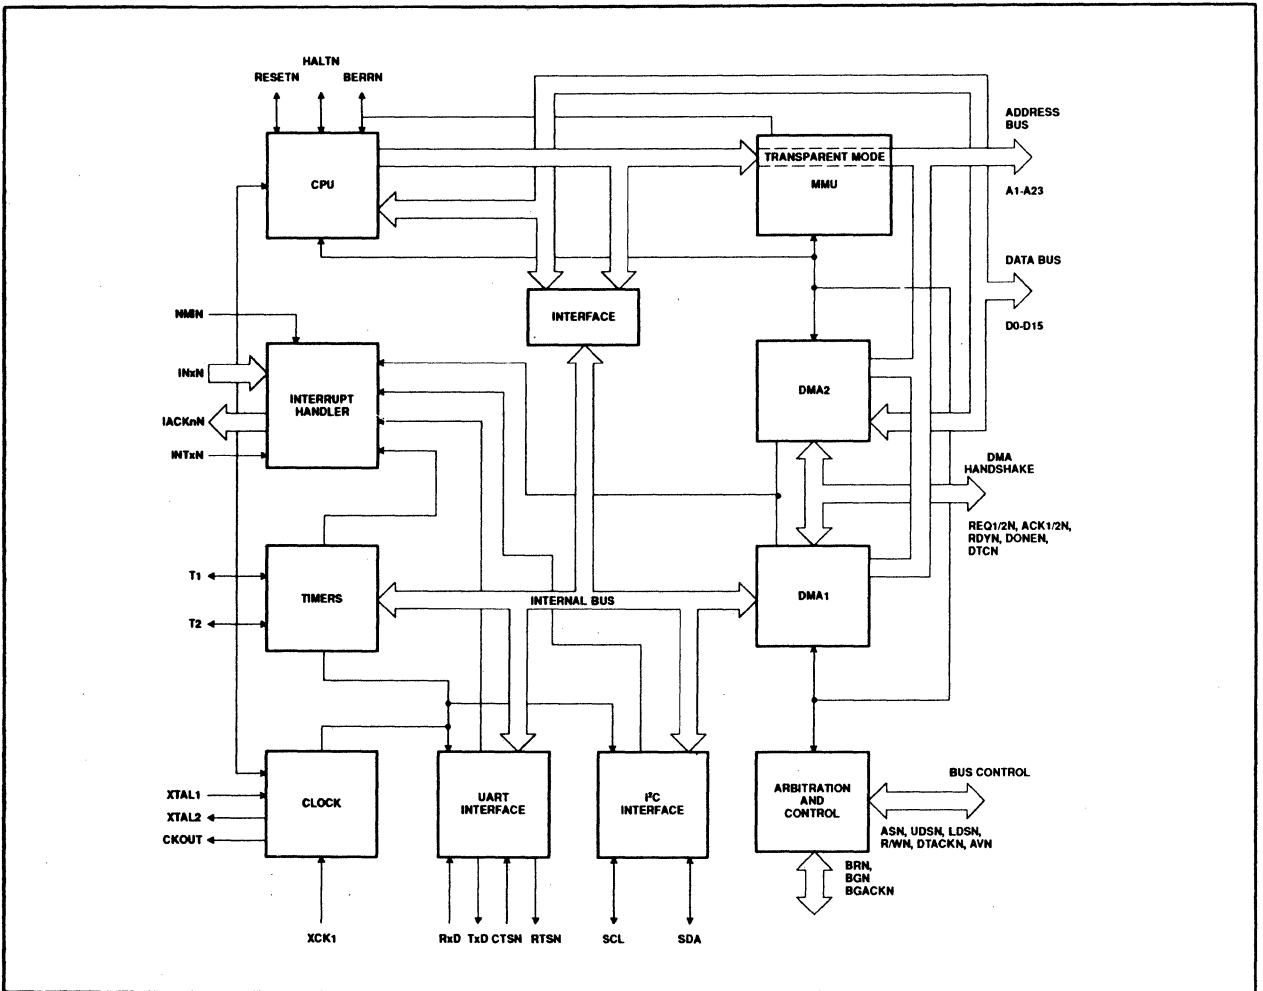 HALTN
RESETN
BERRN
ADDRESS
BUS
TRANSPARENT MODE
CPU
MMU
A1-A23
DATA BUS
NMIN
INTERFACE
D0-D15
INxN
DMA2
INTERRUPT
HANDLER
IACKnN
INTxN
DMA
HANDSHAKE
REQ1/2N, ACK1/2N,
RDYN, DONEN,
DTCN
T1
TIMERS
INTERNAL BUS
DMA1
T2
BUS CONTROL
XTAL1
CLOCK
UART
INTERFACE
I²C
INTERFACE
ARBITRATION
AND
CONTROL
XTAL2
CKOUT
ASN, UDSN, LDSN,
R/WN, DTACKN, AVN
BRN,
BGN
BGACKN
XCK1
RxD
TxD
CTSN
RTSN
SCL
SDA